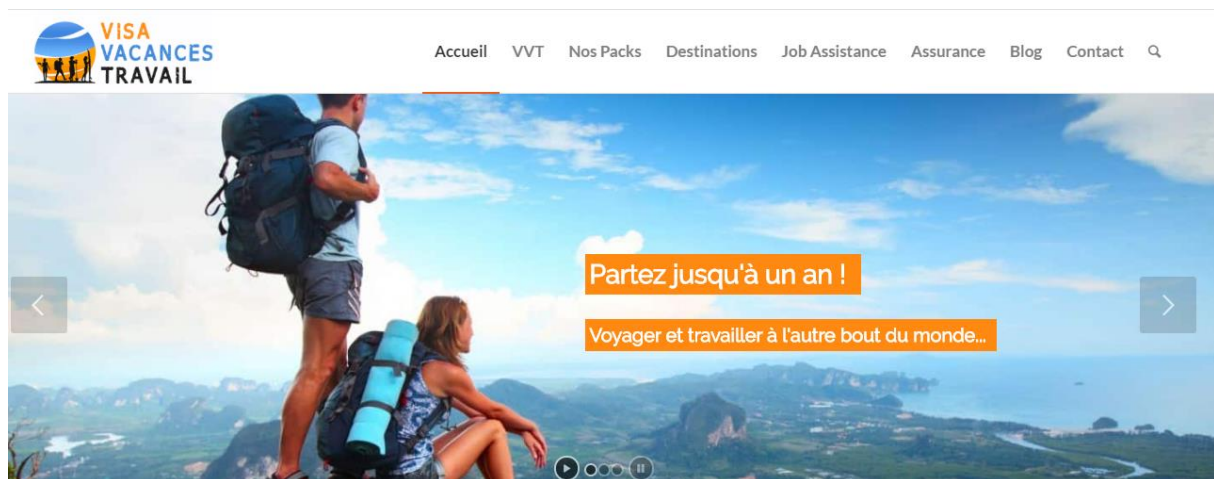 VISA
VACANCES
TRAVAIL
Accueil VVT Nos Packs Destinations Job Assistance Assurance Blog Contact
Partez jusqu'à un an !
Voyager et travailler à l'autre bout du monde...